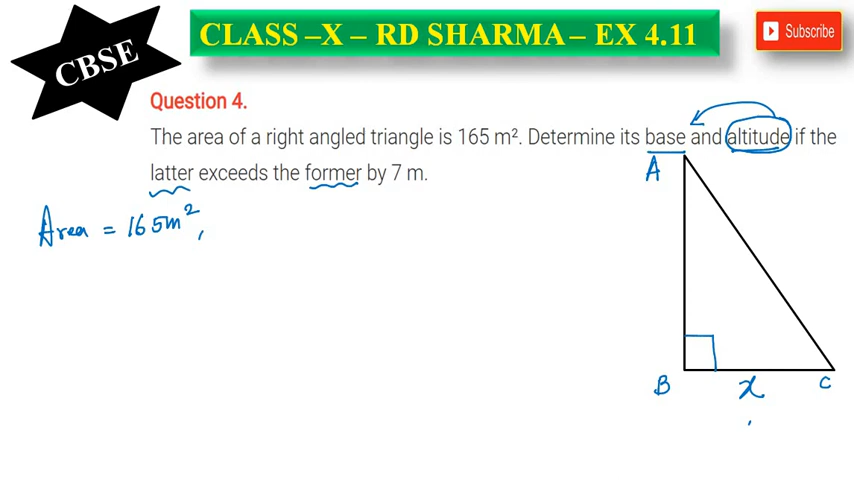 CBSE
CLASS –X – RD SHARMA – EX 4.11
Subscribe
Question 4.
The area of a right angled triangle is 165 m². Determine its base and altitude if the
latter exceeds the former by 7 m.
Area = 165m²,
A
B
x
C